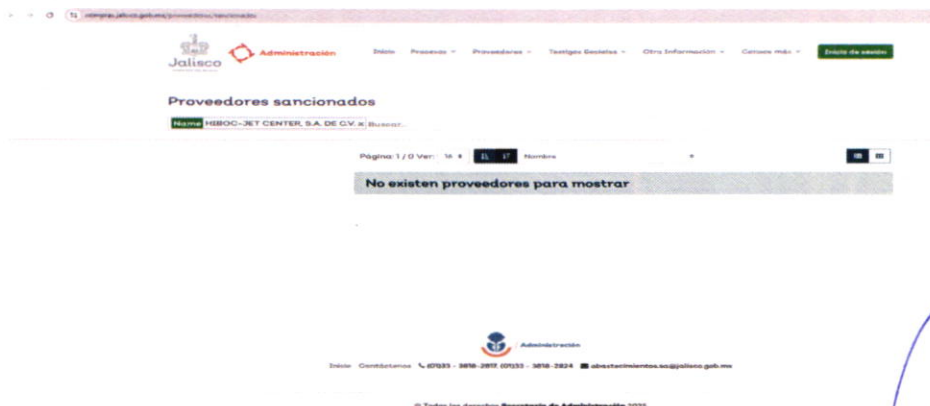 compras.jalisco.gob.mx/proveedores/sancionados
Jalisco
Administración
Inicio Procesos Proveedores Testigos Sociales Otra Información Conoce más Inicio de sesión
Proveedores sancionados
Name HIBOC-JET CENTER, S.A. DE C.V. x Buscar...
Página: 1 / 0 Ver: 16 Nombre
No existen proveedores para mostrar
Administración
Inicio Contáctanos (01)33 - 3818-2817, (01)33 - 3818-2824 abastecimientos.sa@jalisco.gob.mx
© Todos los derechos Secretaría de Administración